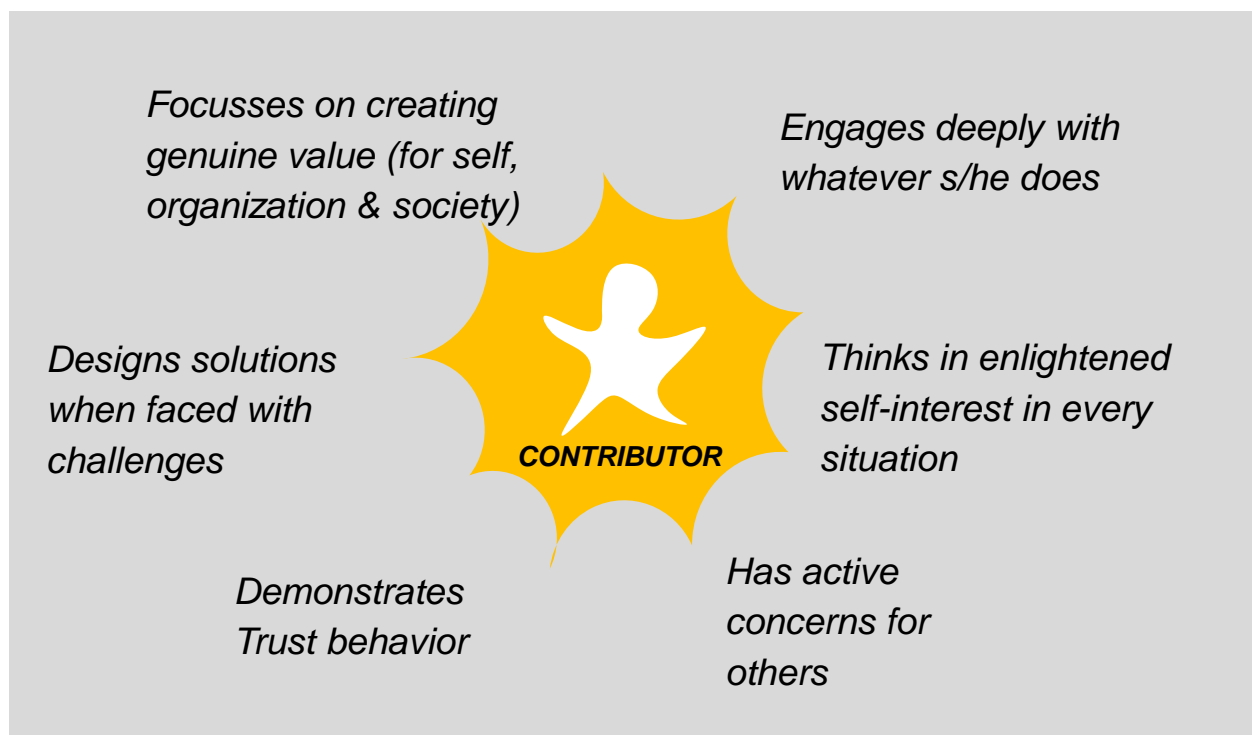 Focusses on creating
genuine value (for self,
organization & society)
Engages deeply with
whatever s/he does
Designs solutions
when faced with
challenges
Thinks in enlightened
self-interest in every
situation
CONTRIBUTOR
Demonstrates
Trust behavior
Has active
concerns for
others